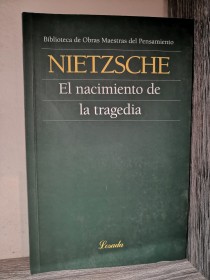 Biblioteca de Obras Maestras del Pensamiento
NIETZSCHE
El nacimiento de
la tragedia
Losada